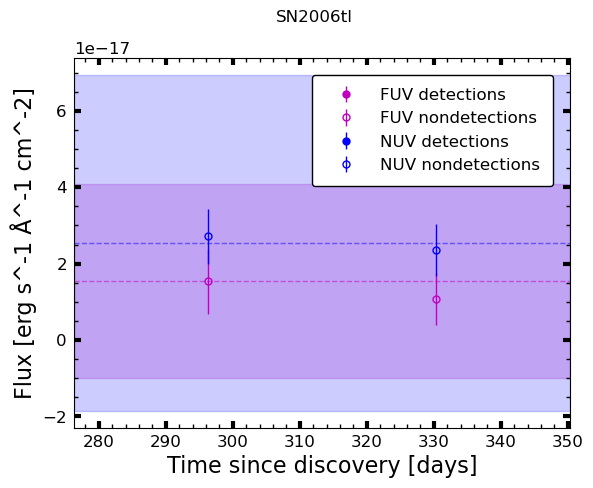 SN2006tl
1e−17
FUV detections
FUV nondetections
NUV detections
NUV nondetections
6
4
2
0
−2
Flux [erg s^-1 Å^-1 cm^-2]
280 290 300 310 320 330 340 350
Time since discovery [days]